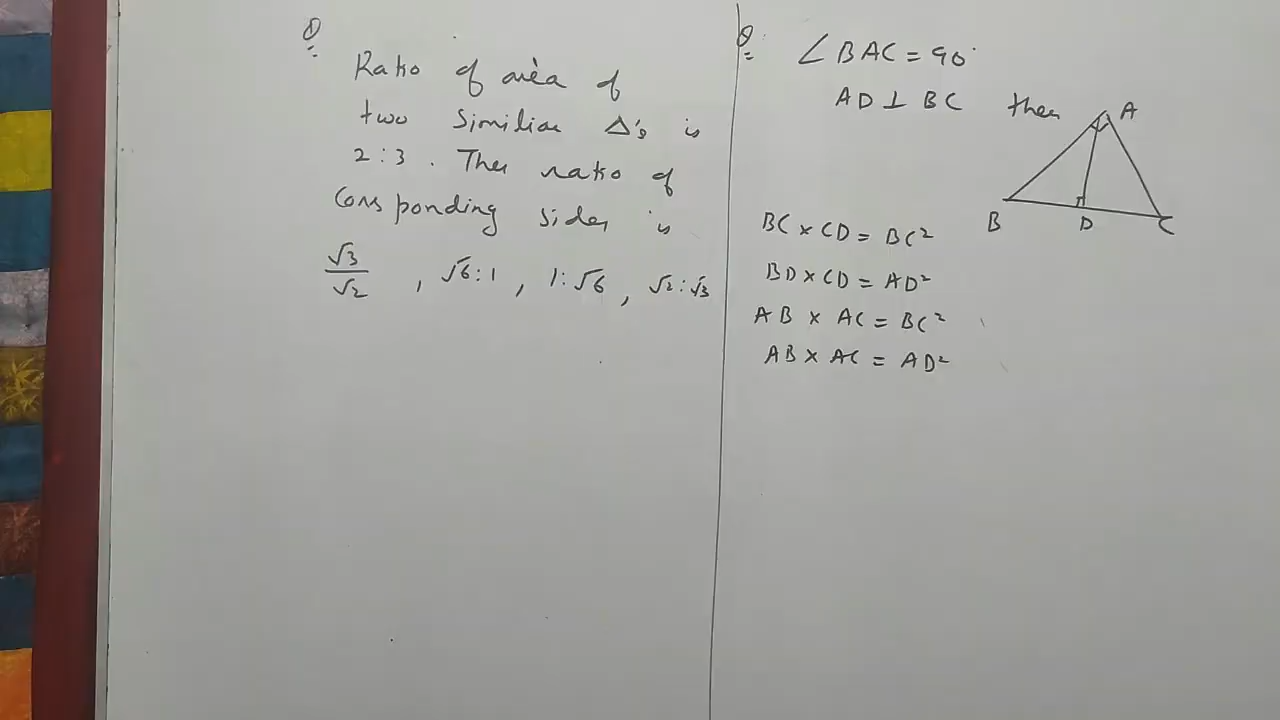 Q
Ratio of area of
two Similiar Δ's is
2:3. Then ratio of
Corrsponding sides is
√3/√2, √6:1, 1:√6, √2:√3
Q: ∠BAC = 90°
AD ⊥ BC then
A
B D C
BC × CD = BC²
BD × CD = AD²
AB × AC = BC²
AB × AC = AD²